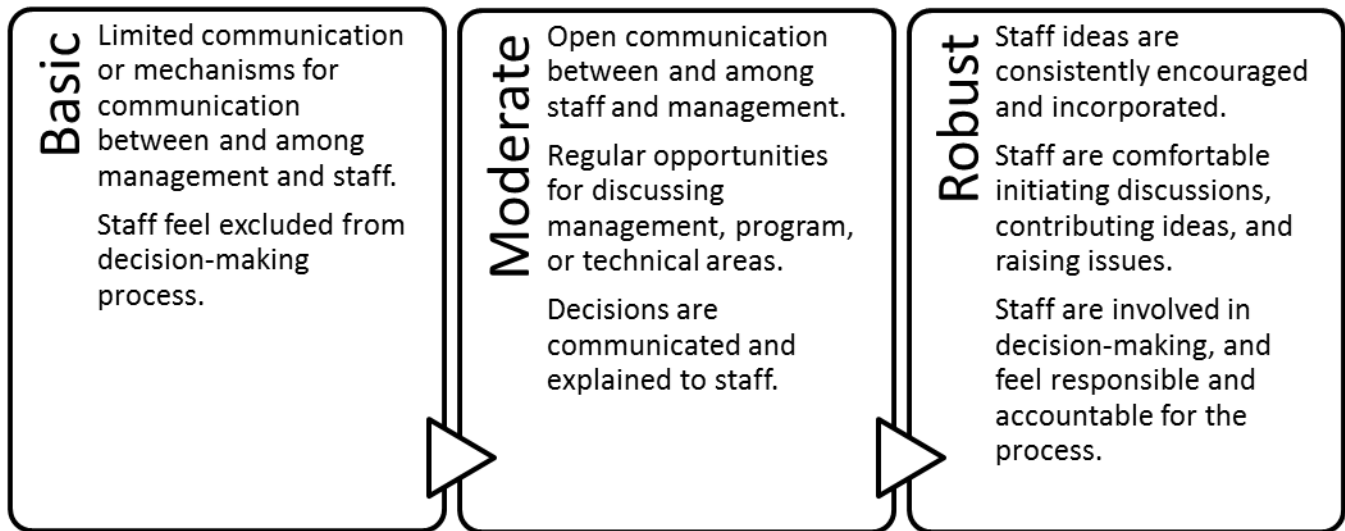 Basic
Limited communication
or mechanisms for
communication
between and among
management and staff.
Staff feel excluded from
decision-making
process.
Moderate
Open communication
between and among
staff and management.
Regular opportunities
for discussing
management, program,
or technical areas.
Decisions are
communicated and
explained to staff.
Robust
Staff ideas are
consistently encouraged
and incorporated.
Staff are comfortable
initiating discussions,
contributing ideas, and
raising issues.
Staff are involved in
decision-making, and
feel responsible and
accountable for the
process.